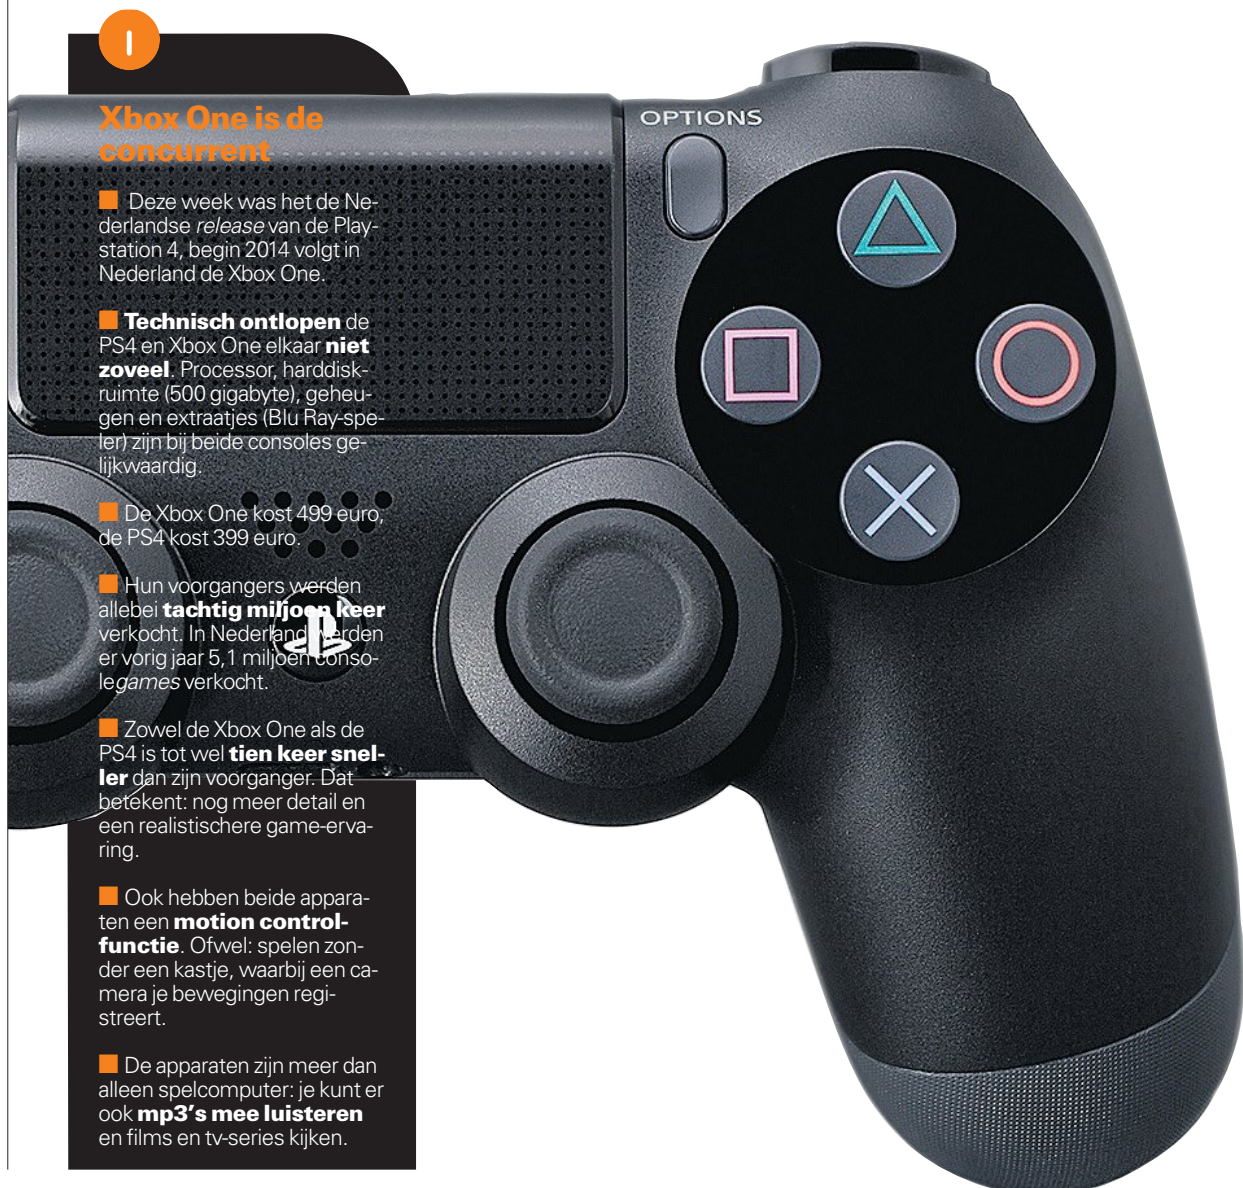 I
Xbox One is de
concurrent
OPTIONS
Deze week was het de Ne-
derlandse release van de Play-
station 4, begin 2014 volgt in
Nederland de Xbox One.
Technisch ontlopen de
PS4 en Xbox One elkaar niet
zoveel. Processor, harddisk-
ruimte (500 gigabyte), geheu-
gen en extraatjes (Blu Ray-spe-
ler) zijn bij beide consoles ge-
lijkwaardig.
De Xbox One kost 499 euro,
de PS4 kost 399 euro.
Hun voorgangers werden
allebei tachtig miljoen keer
verkocht. In Nederland werden
er vorig jaar 5,1 miljoen conso-
legames verkocht.
Zowel de Xbox One als de
PS4 is tot wel tien keer snel-
ler dan zijn voorganger. Dat
betekent: nog meer detail en
een realistischere game-erva-
ring.
Ook hebben beide appara-
ten een motion control-
functie. Ofwel: spelen zon-
der een kastje, waarbij een ca-
mera je bewegingen regi-
streert.
De apparaten zijn meer dan
alleen spelcomputer: je kunt er
ook mp3's mee luisteren
en films en tv-series kijken.